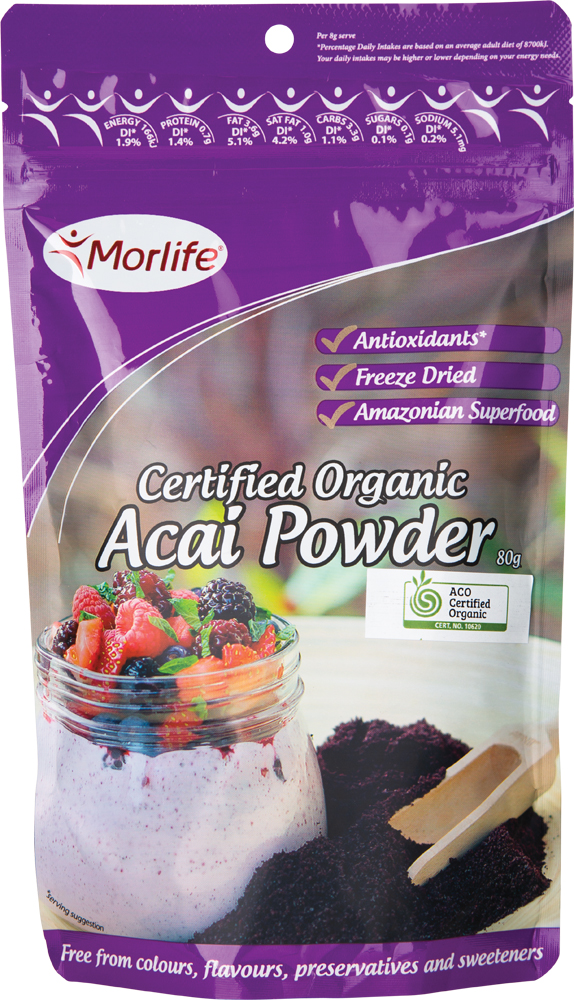 Per 8g serve
*Percentage Daily Intakes are based on an average adult diet of 8700kJ.
Your daily intakes may be higher or lower depending on your energy needs.
ENERGY 166kJ
DI*
1.9%
PROTEIN 0.7g
DI*
1.4%
FAT 3.6g
DI*
5.1%
SAT FAT 1.0g
DI*
4.2%
CARBS 3.3g
DI*
1.1%
SUGARS 0.1g
DI*
0.1%
SODIUM 5.1mg
DI*
0.2%
Morlife®
Antioxidants*
Freeze Dried
Amazonian Superfood
Certified Organic
Acai Powder
80g
ACO
Certified
Organic
CERT. NO. 10620
*Serving suggestion
Free from colours, flavours, preservatives and sweeteners